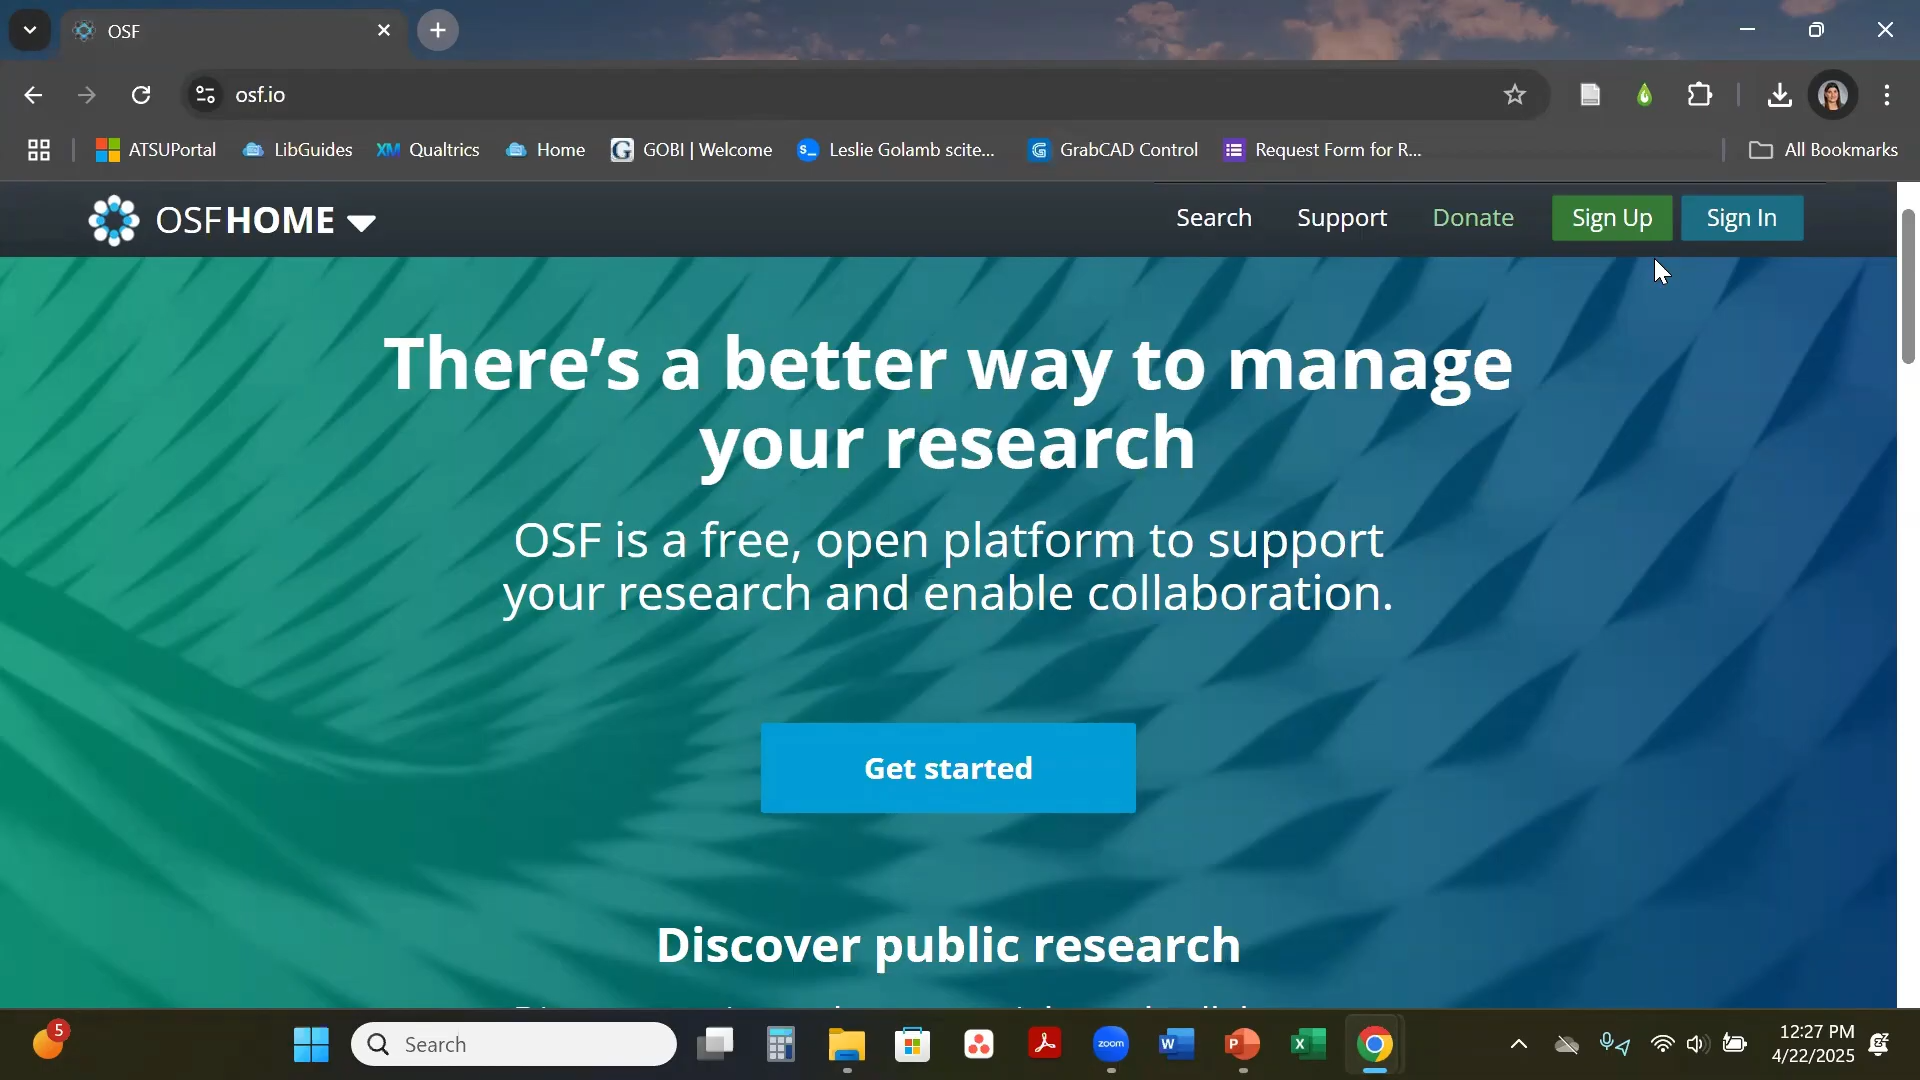 OSF
osf.io
ATSUPortal
LibGuides
XM Qualtrics
Home
G GOBI | Welcome
S_ Leslie Golamb scite...
G GrabCAD Control
Request Form for R...
All Bookmarks
OSFHOME
Search
Support
Donate
Sign Up
Sign In
There’s a better way to manage
your research
OSF is a free, open platform to support
your research and enable collaboration.
Get started
Discover public research
5
Search
zoom
W
P
X
12:27 PM
4/22/2025